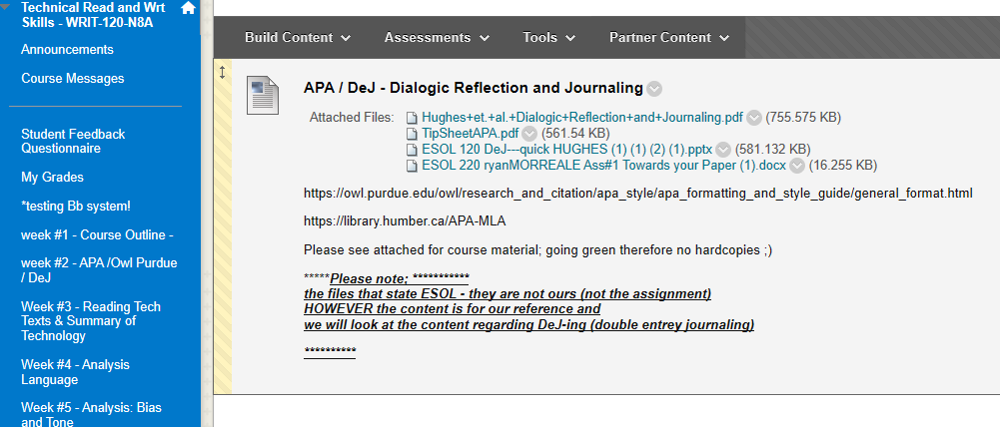 Technical Read and Wrt
Skills - WRIT-120-N8A
Announcements
Course Messages
Student Feedback
Questionnaire
My Grades
*testing Bb system!
week #1 - Course Outline -
week #2 - APA /Owl Purdue
/ DeJ
Week #3 - Reading Tech
Texts & Summary of
Technology
Week #4 - Analysis
Language
Week #5 - Analysis: Bias
and Tone
Build Content
Assessments
Tools
Partner Content
APA / DeJ - Dialogic Reflection and Journaling
Attached Files: Hughes+et.+al.+Dialogic+Reflection+and+Journaling.pdf (755.575 KB)
TipSheetAPA.pdf (561.54 KB)
ESOL 120 DeJ---quick HUGHES (1) (1) (2) (1).pptx (581.132 KB)
ESOL 220 ryanMORREALE Ass#1 Towards your Paper (1).docx (16.255 KB)
https://owl.purdue.edu/owl/research_and_citation/apa_style/apa_formatting_and_style_guide/general_format.html
https://library.humber.ca/APA-MLA
Please see attached for course material; going green therefore no hardcopies ;)
*****Please note: ***********
the files that state ESOL - they are not ours (not the assignment)
HOWEVER the content is for our reference and
we will look at the content regarding DeJ-ing (double entrey journaling)
**********